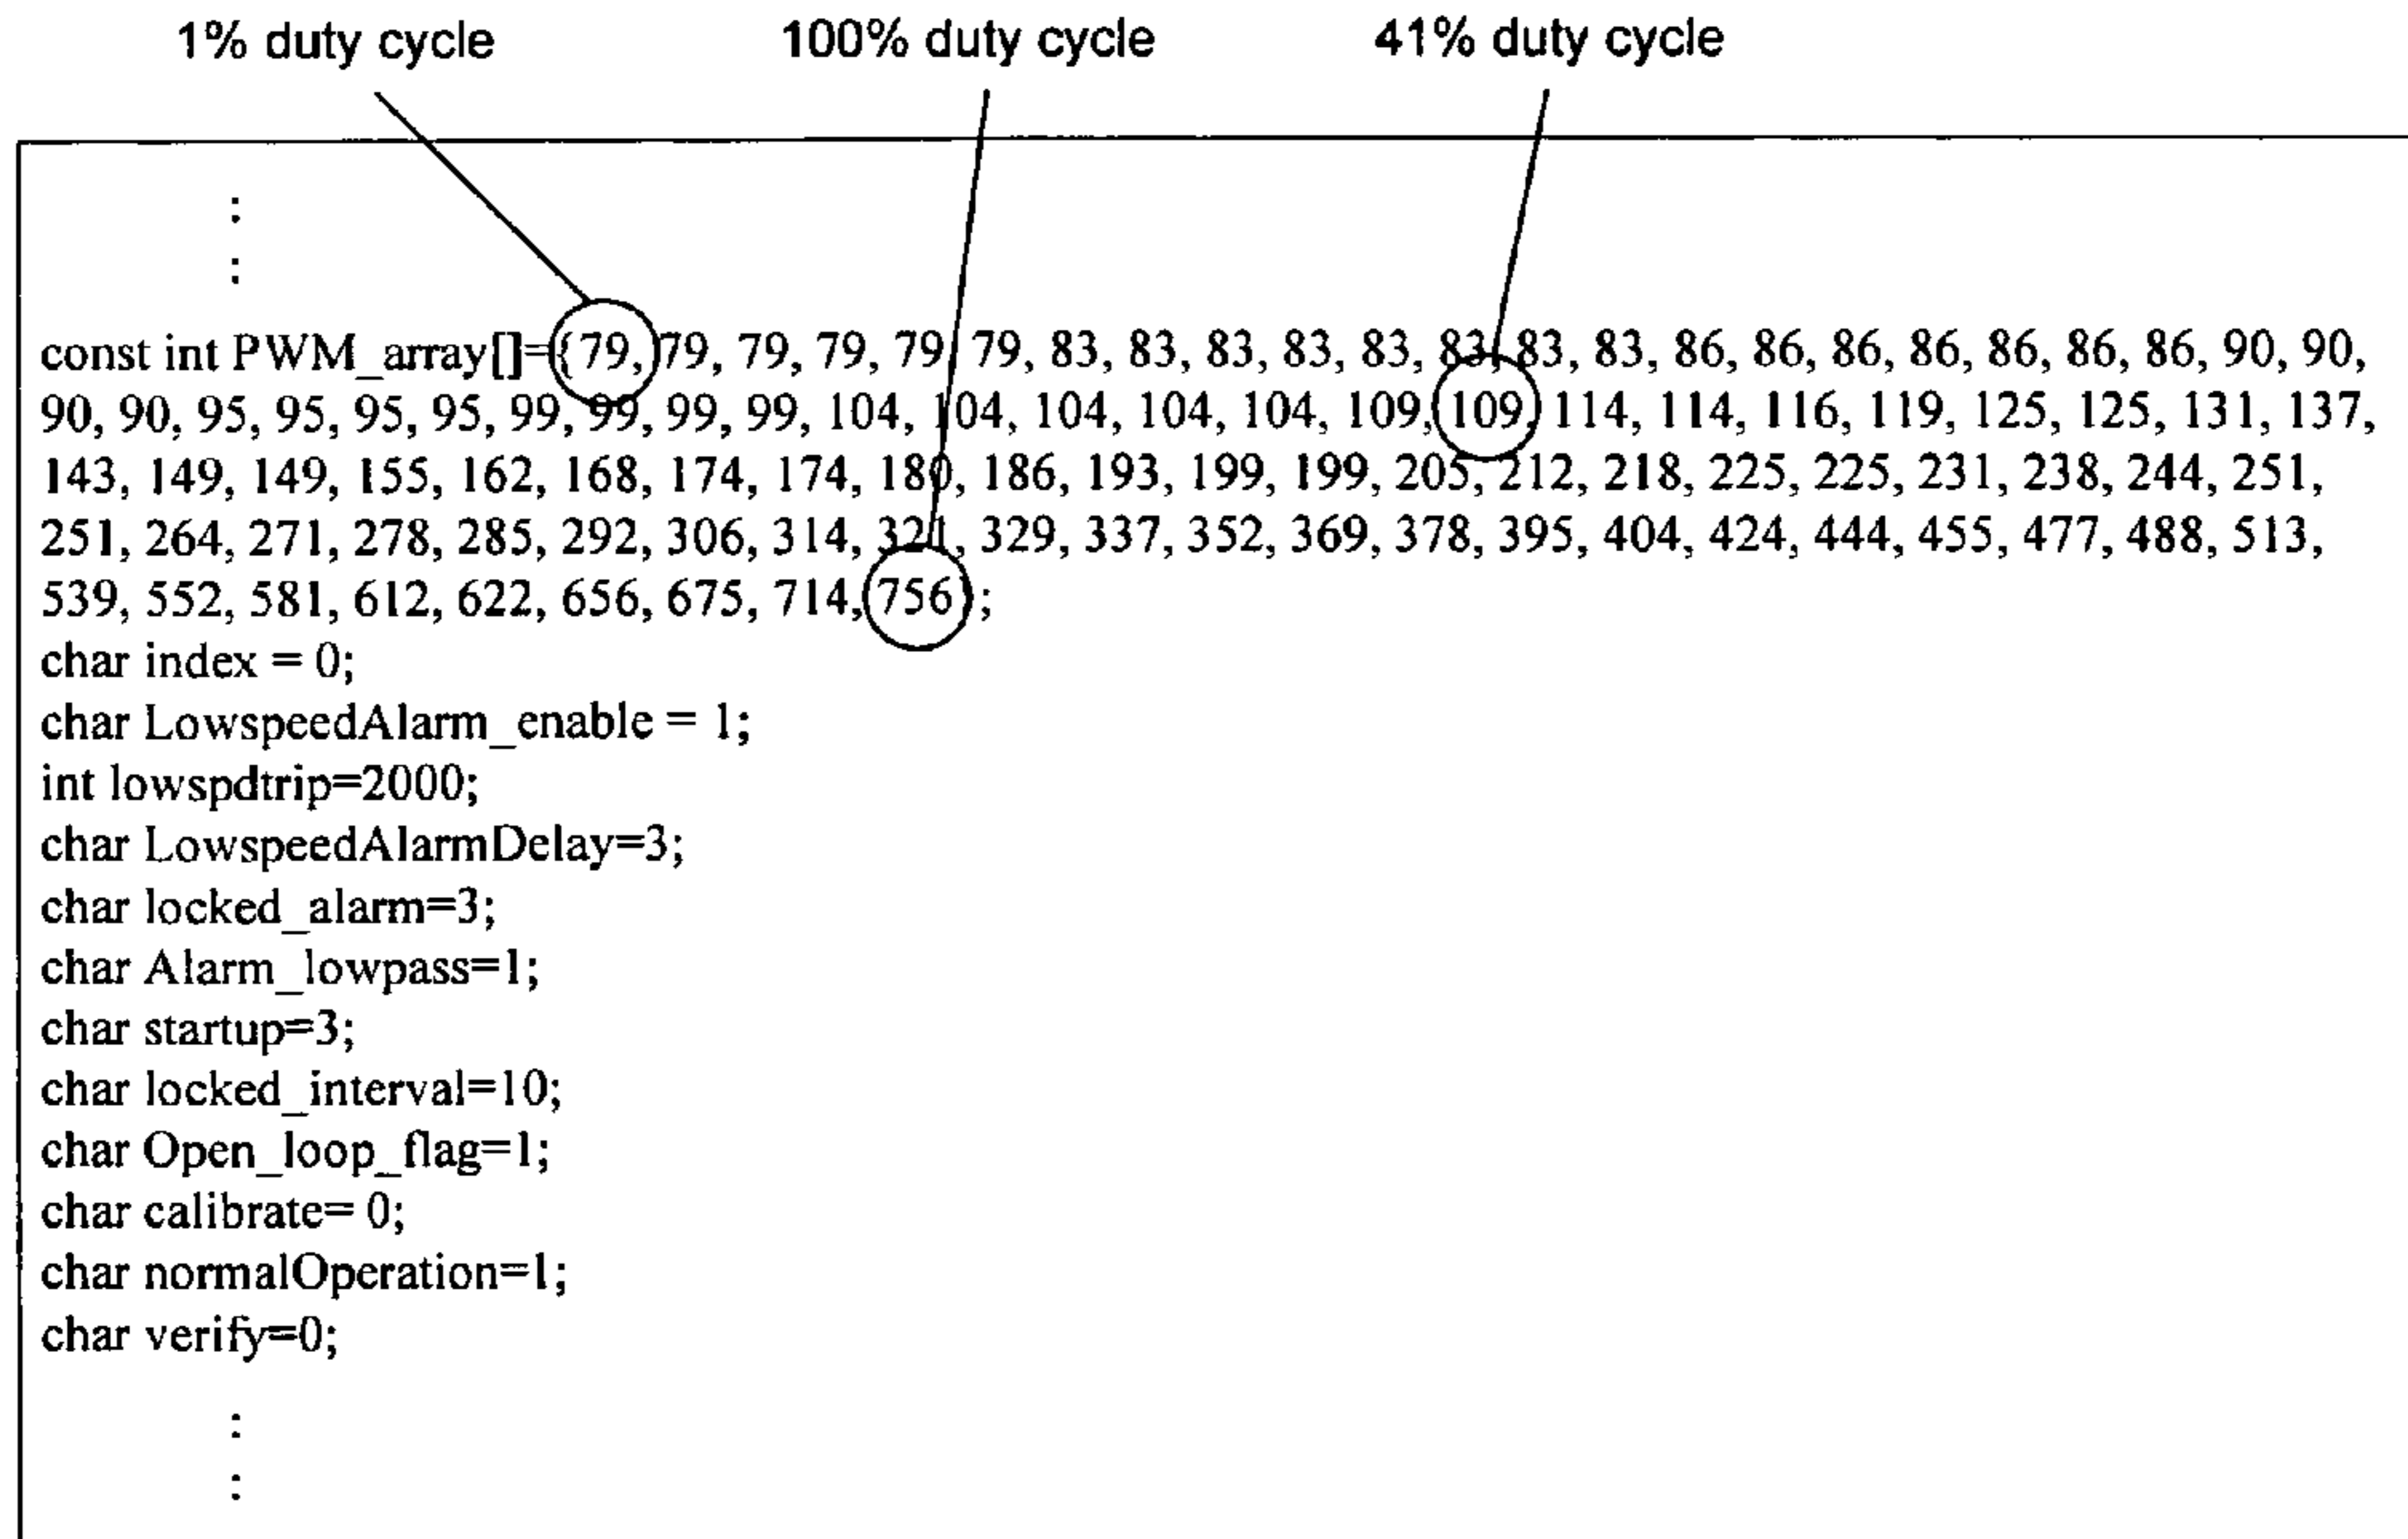 1% duty cycle 100% duty cycle 41% duty cycle
:
:
const int PWM_array[]={79, 79, 79, 79, 79, 79, 83, 83, 83, 83, 83, 83, 83, 83, 86, 86, 86, 86, 86, 86, 86, 90, 90,
90, 90, 95, 95, 95, 95, 99, 99, 99, 99, 104, 104, 104, 104, 104, 109, 109, 114, 114, 116, 119, 125, 125, 131, 137,
143, 149, 149, 155, 162, 168, 174, 174, 180, 186, 193, 199, 199, 205, 212, 218, 225, 225, 231, 238, 244, 251,
251, 264, 271, 278, 285, 292, 306, 314, 321, 329, 337, 352, 369, 378, 395, 404, 424, 444, 455, 477, 488, 513,
539, 552, 581, 612, 622, 656, 675, 714, 756};
char index = 0;
char LowspeedAlarm_enable = 1;
int lowspdtrip=2000;
char LowspeedAlarmDelay=3;
char locked_alarm=3;
char Alarm_lowpass=1;
char startup=3;
char locked_interval=10;
char Open_loop_flag=1;
char calibrate= 0;
char normalOperation=1;
char verify=0;
:
: